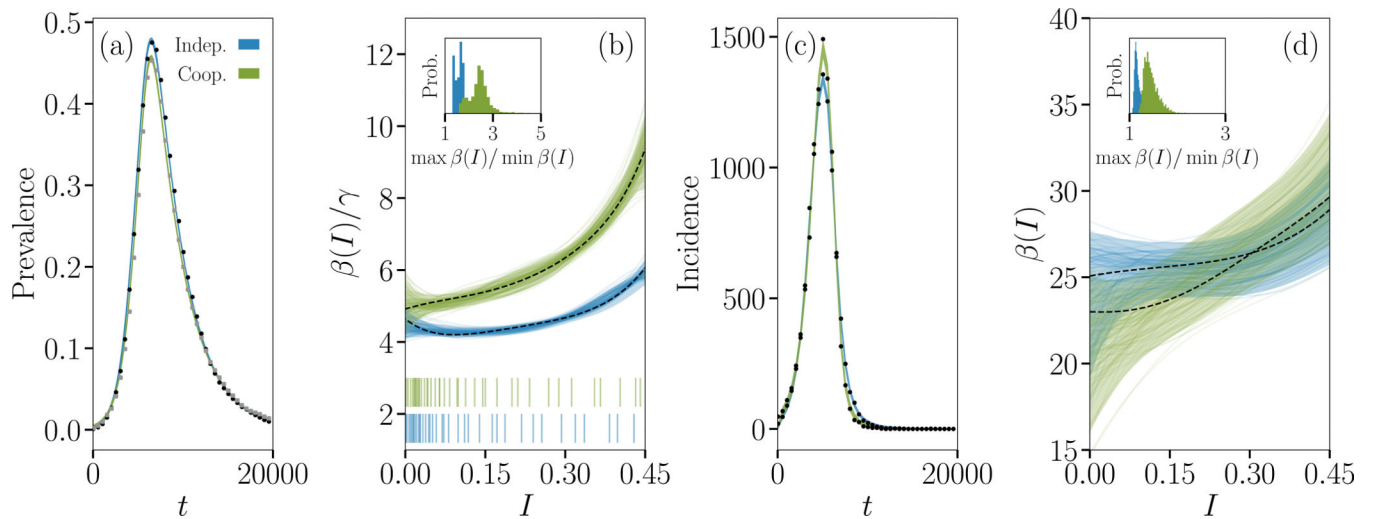 (a)
Indep.
Coop.
0.5
0.4
0.3
0.2
0.1
0.0
Prevalence
0
20000
t
(b)
12
10
8
6
4
2
β(I)/γ
Prob.
1
3
5
max β(I)/ min β(I)
0.00
0.15
0.30
0.45
I
(c)
1500
1000
500
0
Incidence
0
20000
t
(d)
40
35
30
25
20
15
β(I)
Prob.
1
3
max β(I)/ min β(I)
0.00
0.15
0.30
0.45
I